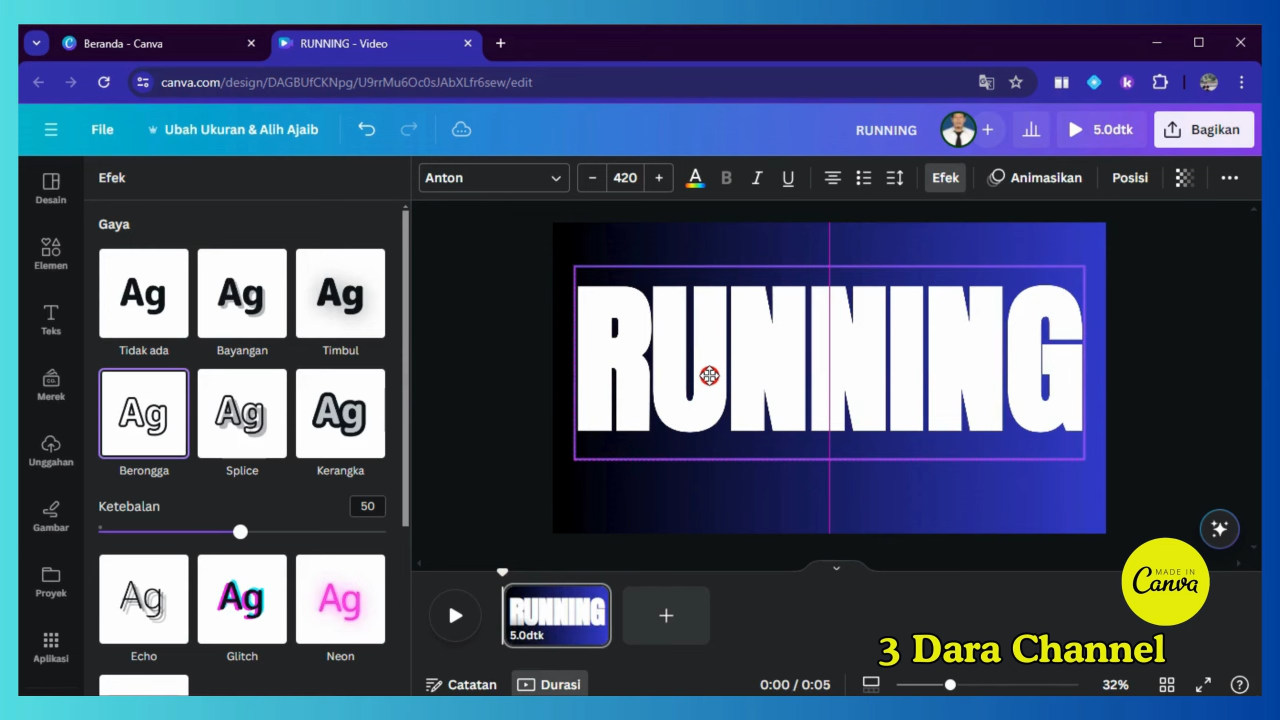 Beranda - Canva
RUNNING - Video
canva.com/design/DAGBUfCKNpg/U9rrMu6Oc0sJAbXLfr6sew/edit
File
Ubah Ukuran & Alih Ajaib
RUNNING
5.0dtk
Bagikan
Desain
Elemen
Teks
Merek
Unggahan
Gambar
Proyek
Aplikasi
Efek
Gaya
Ag Ag Ag
Tidak ada Bayangan Timbul
Ag Ag Ag
Berongga Splice Kerangka
Ketebalan 50
Ag Ag Ag
Echo Glitch Neon
Anton
420
A B I U
Efek
Animasikan
Posisi
RUNNING
RUNNING
5.0dtk
MADE IN
Canva
3 Dara Channel
Catatan
Durasi
0:00 / 0:05
32%